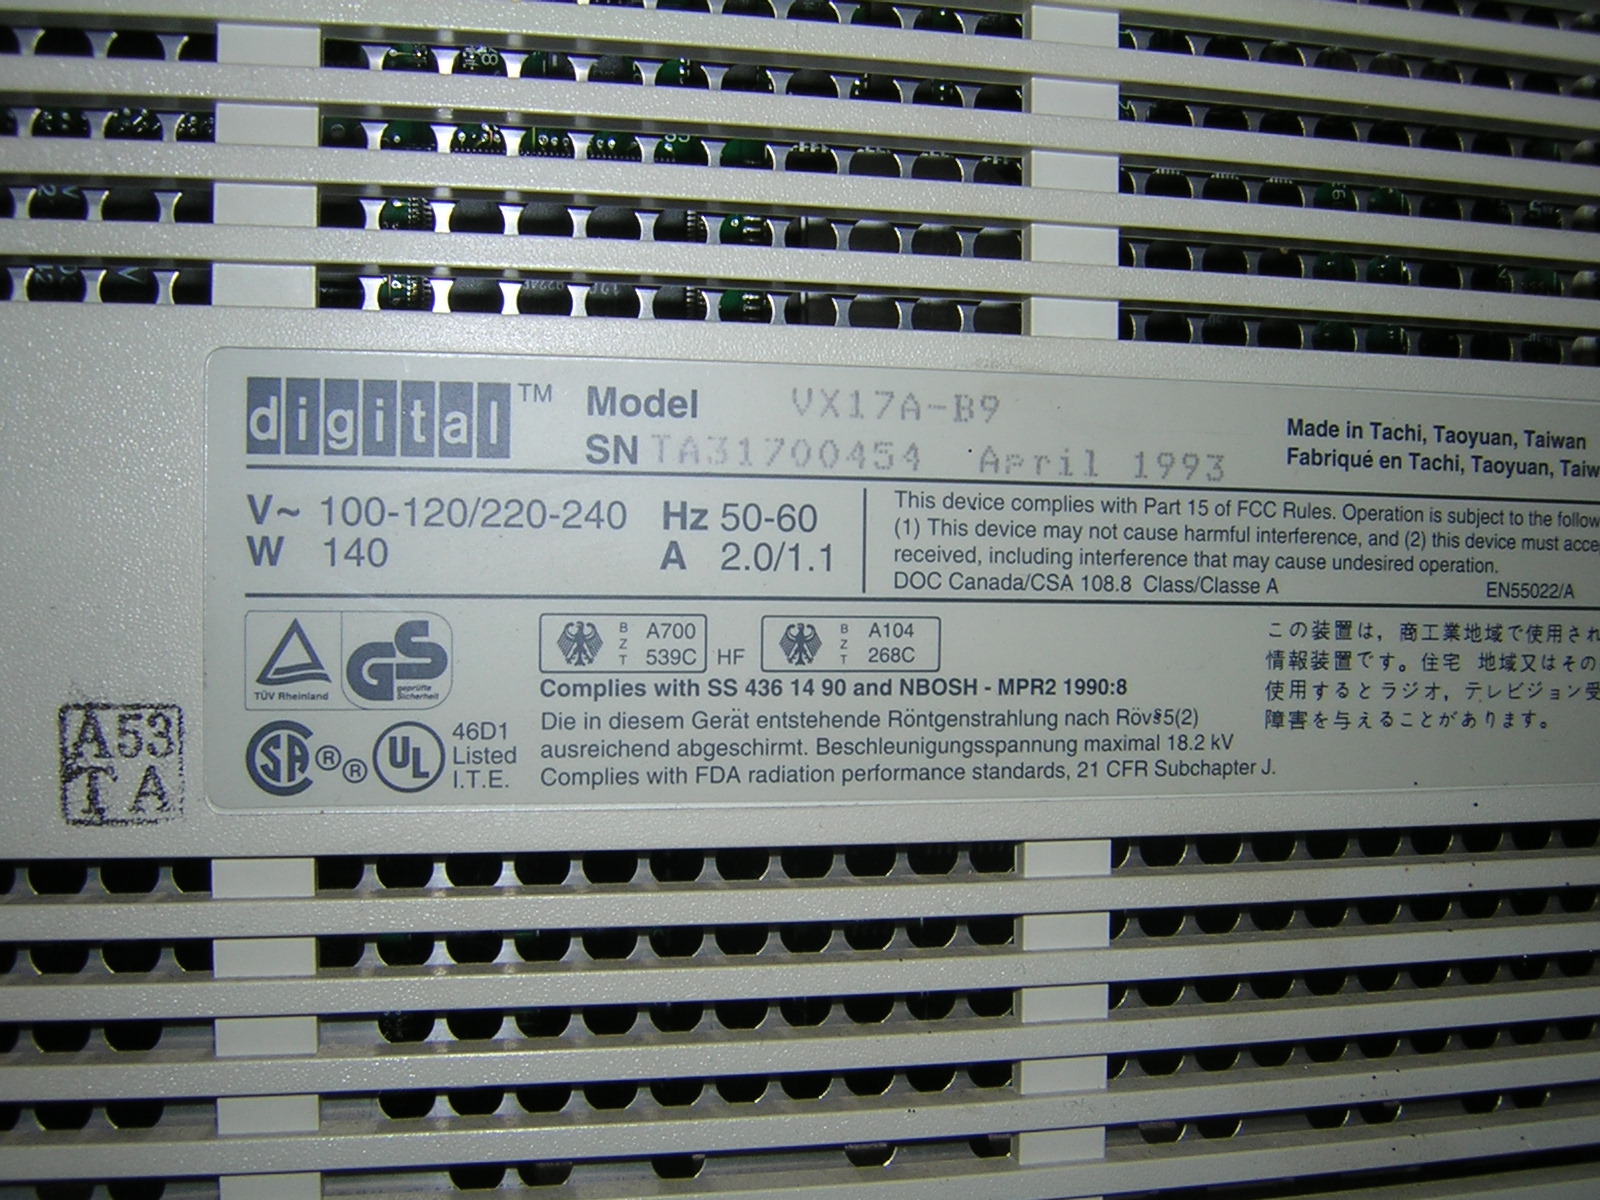 digital™ Model VX17A-B9
SN TA31700454 April 1993
Made in Tachi, Taoyuan, Taiwan
Fabriqué en Tachi, Taoyuan, Taiw
V~ 100-120/220-240 Hz 50-60
W 140 A 2.0/1.1
This device complies with Part 15 of FCC Rules. Operation is subject to the follow
(1) This device may not cause harmful interference, and (2) this device must acce
received, including interference that may cause undesired operation.
DOC Canada/CSA 108.8 Class/Classe A EN55022/A
TÜV Rheinland
GS geprüfte Sicherheit
BZT A700 539C HF
BZT A104 268C
Complies with SS 436 14 90 and NBOSH - MPR2 1990:8
Die in diesem Gerät entstehende Röntgenstrahlung nach Röv§5(2)
ausreichend abgeschirmt. Beschleunigungsspannung maximal 18.2 kV
Complies with FDA radiation performance standards, 21 CFR Subchapter J.
SA ® ® UL
46D1
Listed
I.T.E.
この装置は，商工業地域で使用され
情報装置です。住宅 地域又はその
使用するとラジオ，テレビジョン受
障害を与えることがあります。
A53
TA